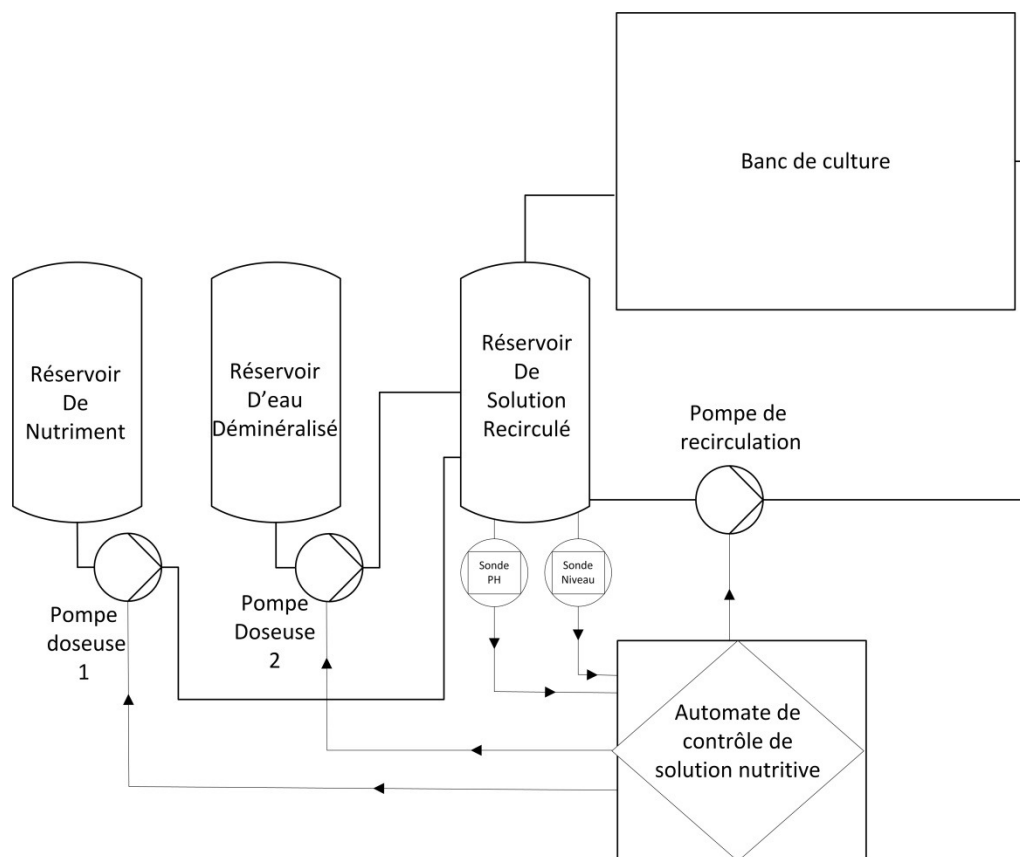 Banc de culture
Réservoir
De
Nutriment
Réservoir
D’eau
Déminéralisé
Réservoir
De
Solution
Recirculé
Pompe de
recirculation
Sonde
PH
Sonde
Niveau
Pompe
doseuse
1
Pompe
Doseuse
2
Automate de
contrôle de
solution nutritive